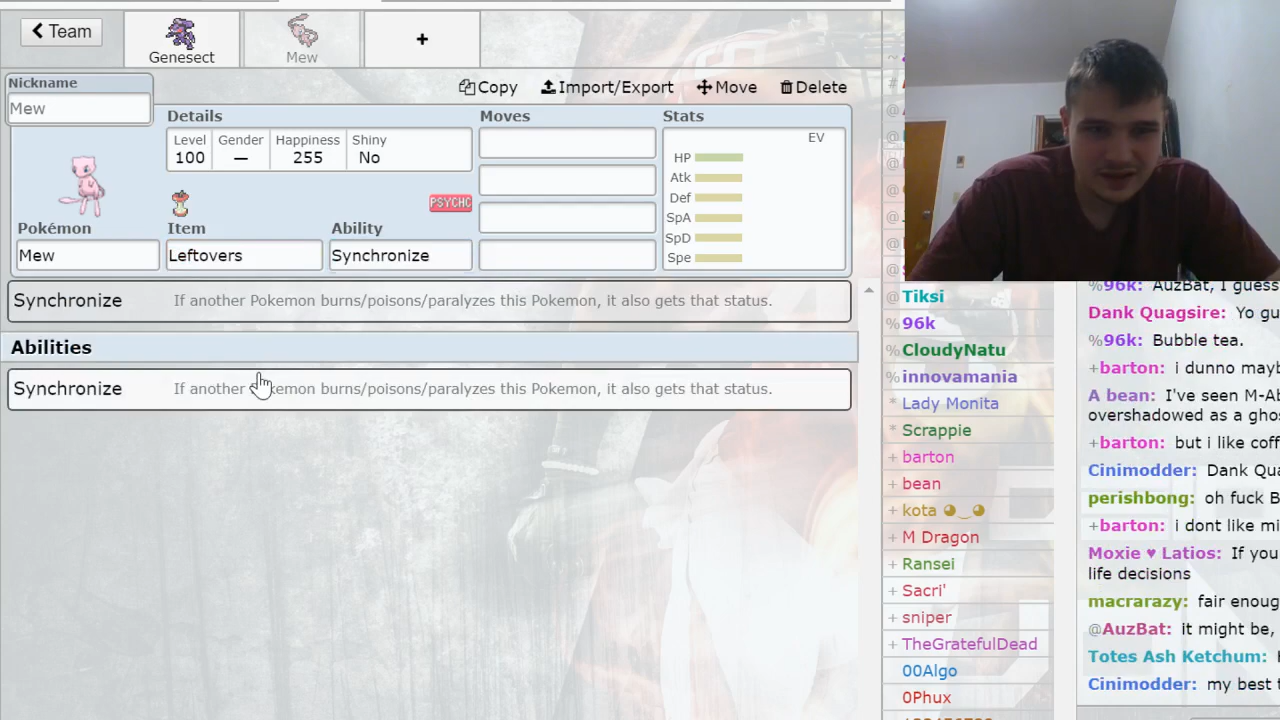 Team
Genesect
Mew
+
Nickname
Mew
Copy
Import/Export
Move
Delete
Details
Moves
Stats
Level
Gender
Happiness
Shiny
100
—
255
No
EV
HP
Atk
Def
SpA
SpD
Spe
PSYCHC
Pokémon
Item
Ability
Mew
Leftovers
Synchronize
Synchronize If another Pokemon burns/poisons/paralyzes this Pokemon, it also gets that status.
Abilities
Synchronize If another Pokemon burns/poisons/paralyzes this Pokemon, it also gets that status.
@Tiksi
%96k
CloudyNatu
%innovamania
*Lady Monita
*Scrappie
+barton
+bean
+kota
+M Dragon
+Ransei
+Sacri'
+sniper
+TheGratefulDead
00Algo
0Phux
%96k: AuzBat, I guess
Dank Quagsire: Yo gu
%96k: Bubble tea.
+barton: i dunno mayb
A bean: I've seen M-Ab
overshadowed as a gho
+barton: but i like coff
Cinimodder: Dank Qua
perishbong: oh fuck B
+barton: i dont like mi
Moxie ♥ Latios: If you
life decisions
macrarazy: fair enoug
@AuzBat: it might be,
Totes Ash Ketchum:
Cinimodder: my best t